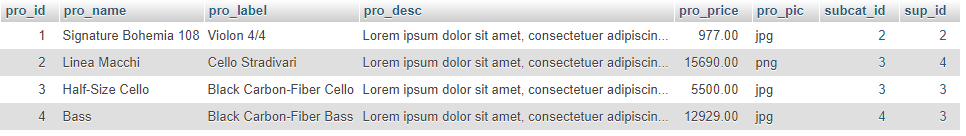 pro_id pro_name pro_label pro_desc pro_price pro_pic subcat_id sup_id
1 Signature Bohemia 108 Violon 4/4 Lorem ipsum dolor sit amet, consectetuer adipiscin... 977.00 jpg 2 2
2 Linea Macchi Cello Stradivari Lorem ipsum dolor sit amet, consectetuer adipiscin... 15690.00 png 3 4
3 Half-Size Cello Black Carbon-Fiber Cello Lorem ipsum dolor sit amet, consectetuer adipiscin... 5500.00 jpg 3 3
4 Bass Black Carbon-Fiber Bass Lorem ipsum dolor sit amet, consectetuer adipiscin... 12929.00 jpg 4 3